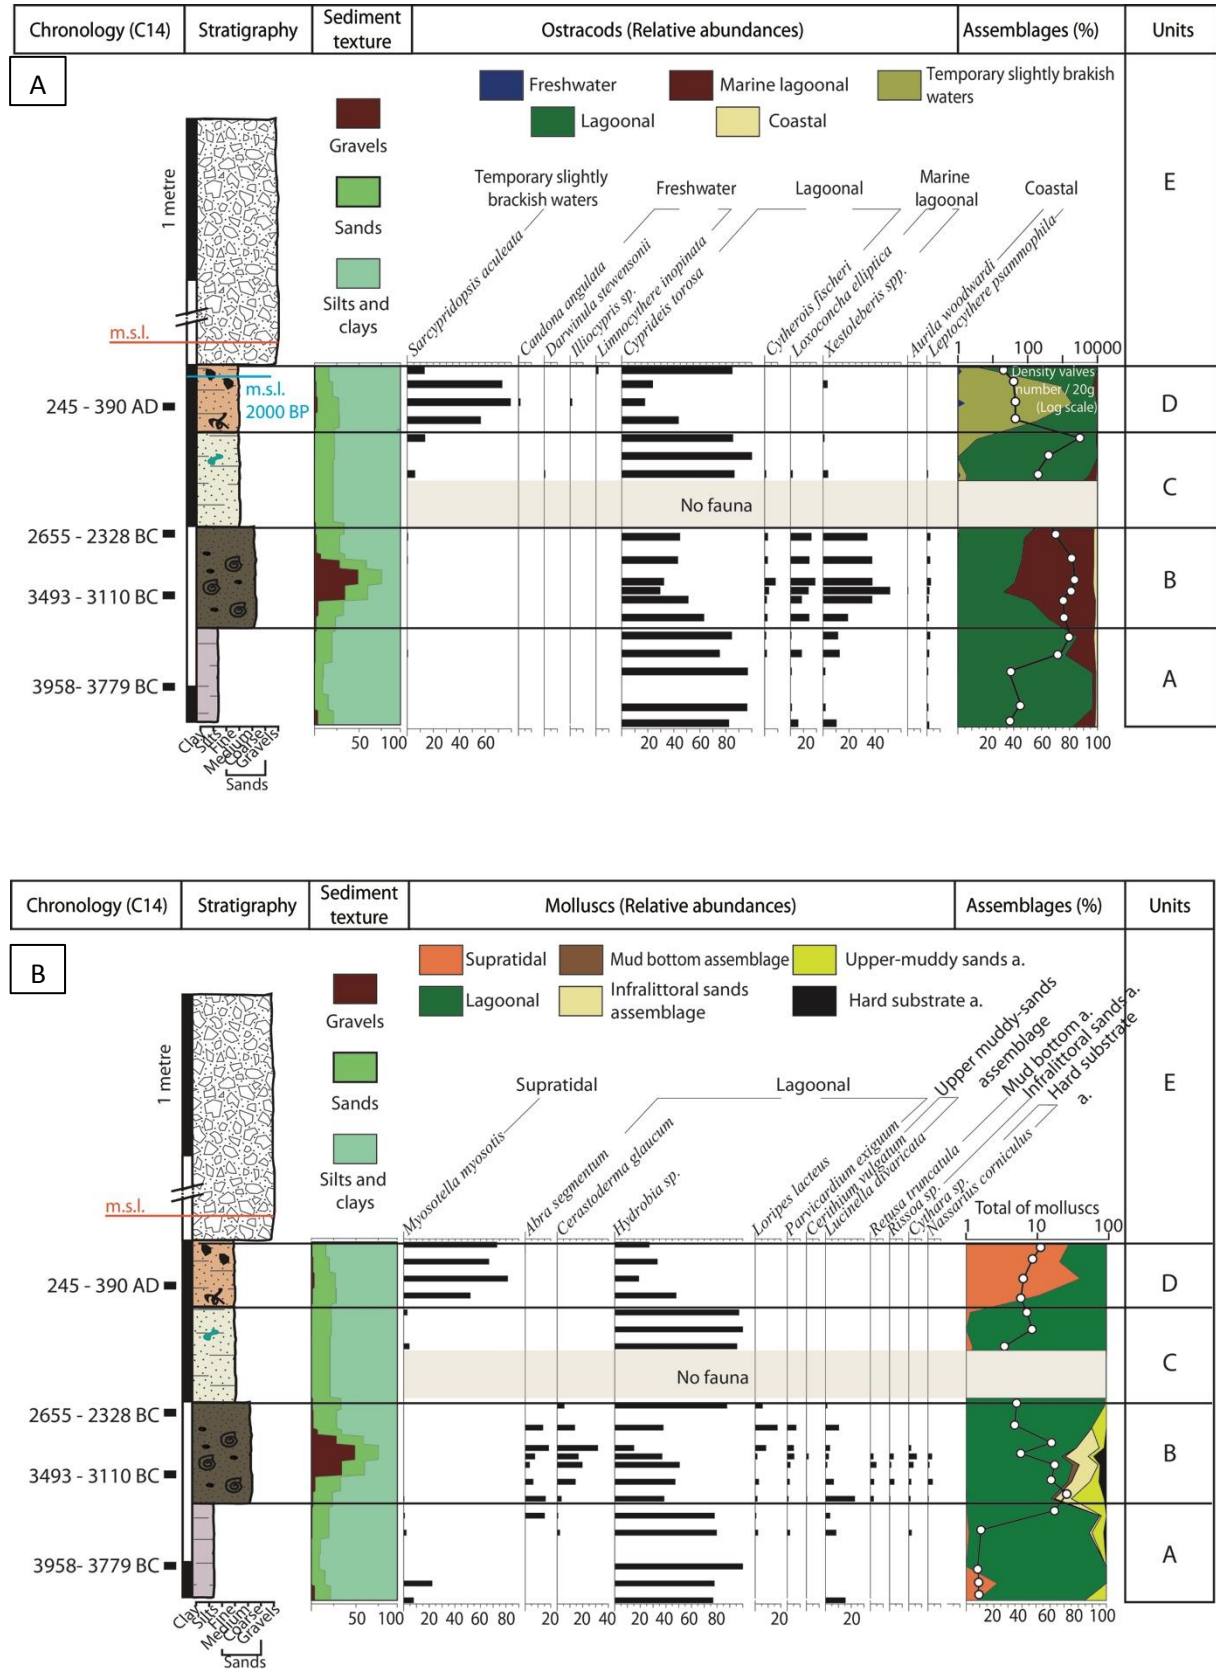 Chronology (C14)
Stratigraphy
Sediment
texture
Ostracods (Relative abundances)
Assemblages (%)
Units
A
Freshwater
Marine lagoonal
Temporary slightly brakish
waters
Lagoonal
Coastal
Gravels
Sands
Silts and
clays
1 metre
m.s.l.
m.s.l.
2000 BP
Temporary slightly
brackish waters
Freshwater
Lagoonal
Marine
lagoonal
Coastal
Sarcypridopsis aculeata
Candona angulata
Darwinula stewensonii
Illiocypris sp.
Limnocythere inopinata
Cyprideis torosa
Cytherois fischeri
Loxoconcha elliptica
Xestoleberis spp.
Aurila woodwardi
Leptocythere psammophila
1 100 10000
Density valves
number / 20g
(Log scale)
E
245 - 390 AD
D
C
No fauna
2655 - 2328 BC
3493 - 3110 BC
B
3958- 3779 BC
A
Clay
Silts
Fine
Medium
Coarse
Gravels
Sands
50 100
20 40 60 80
20
20
0 20 40 60 80
20
20
20 40
20 40 60 80 100
Chronology (C14)
Stratigraphy
Sediment
texture
Molluscs (Relative abundances)
Assemblages (%)
Units
B
Supratidal
Mud bottom assemblage
Upper-muddy sands a.
Lagoonal
Infralittoral sands
assemblage
Hard substrate a.
Gravels
Sands
Silts and
clays
1 metre
m.s.l.
Supratidal
Lagoonal
Upper muddy-sands
assemblage
Mud bottom a.
Infralittoral sands a.
Hard substrate
a.
Myosotella myosotis
Abra segmentum
Cerastoderma glaucum
Hydrobia sp.
Loripes lacteus
Parvicardium exiguum
Cerithium vulgatum
Lucinella divaricata
Retusa truncatula
Rissoa sp.
Cythara sp.
Nassarius corniculus
Total of molluscs
1 10 100
E
245 - 390 AD
D
C
No fauna
2655 - 2328 BC
3493 - 3110 BC
B
3958- 3779 BC
A
Clay
Silts
Fine
Medium
Coarse
Gravels
Sands
50 100
20 40 60 80
20
20 40
20 40 60 80
20
20
20
20 40 60 80 100